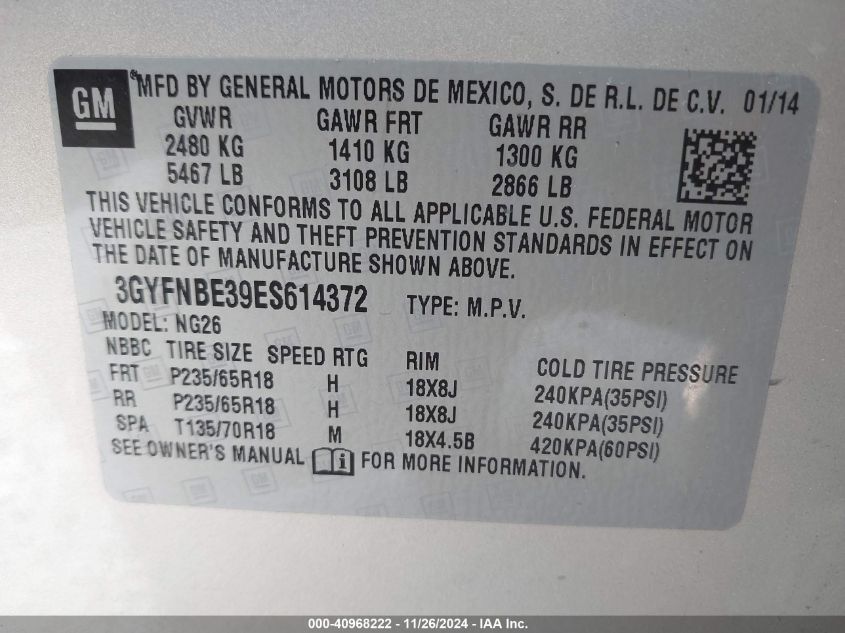 GM
MFD BY GENERAL MOTORS DE MEXICO, S. DE R.L. DE C.V. 01/14
GVWR GAWR FRT GAWR RR
2480 KG 1410 KG 1300 KG
5467 LB 3108 LB 2866 LB
THIS VEHICLE CONFORMS TO ALL APPLICABLE U.S. FEDERAL MOTOR
VEHICLE SAFETY AND THEFT PREVENTION STANDARDS IN EFFECT ON
THE DATE OF MANUFACTURE SHOWN ABOVE.
3GYFNBE39ES614372 TYPE: M.P.V.
MODEL: NG26
NBBC TIRE SIZE SPEED RTG RIM COLD TIRE PRESSURE
FRT P235/65R18 H 18X8J 240KPA(35PSI)
RR P235/65R18 H 18X8J 240KPA(35PSI)
SPA T135/70R18 M 18X4.5B 420KPA(60PSI)
SEE OWNER'S MANUAL i FOR MORE INFORMATION.
000-40968222 - 11/26/2024 - IAA Inc.